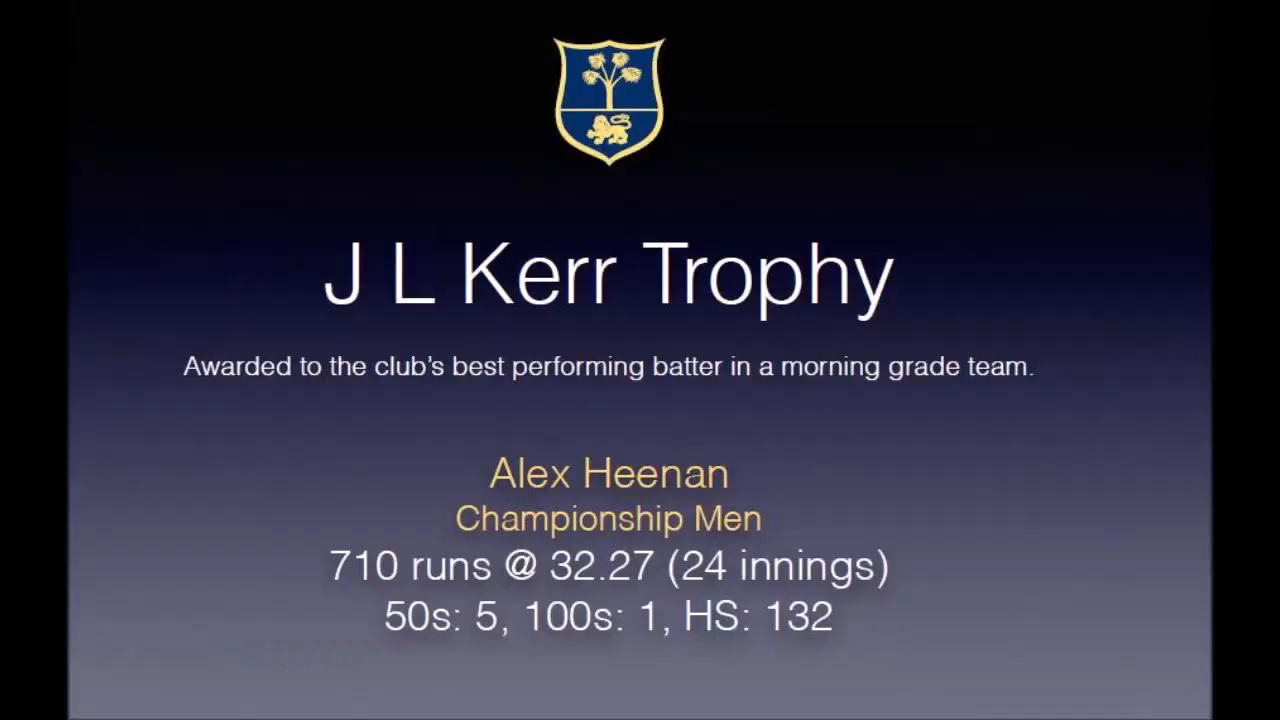 J L Kerr Trophy
Awarded to the club's best performing batter in a morning grade team.
Alex Heenan
Championship Men
710 runs @ 32.27 (24 innings)
50s: 5, 100s: 1, HS: 132